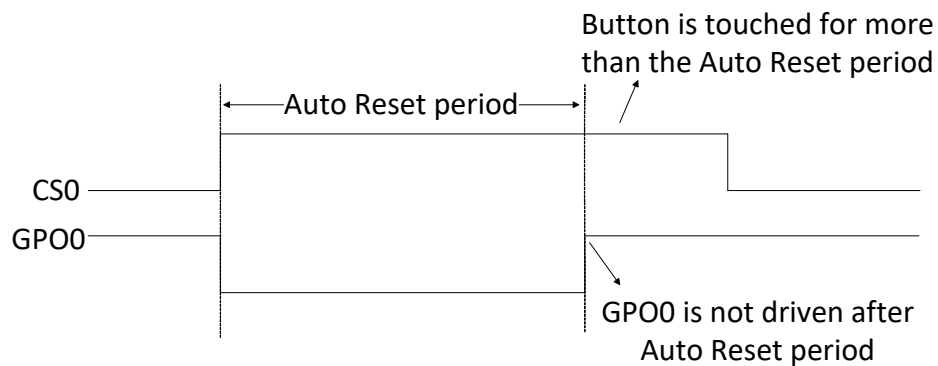 Button is touched for more
than the Auto Reset period
Auto Reset period
CS0
GPO0
GPO0 is not driven after
Auto Reset period